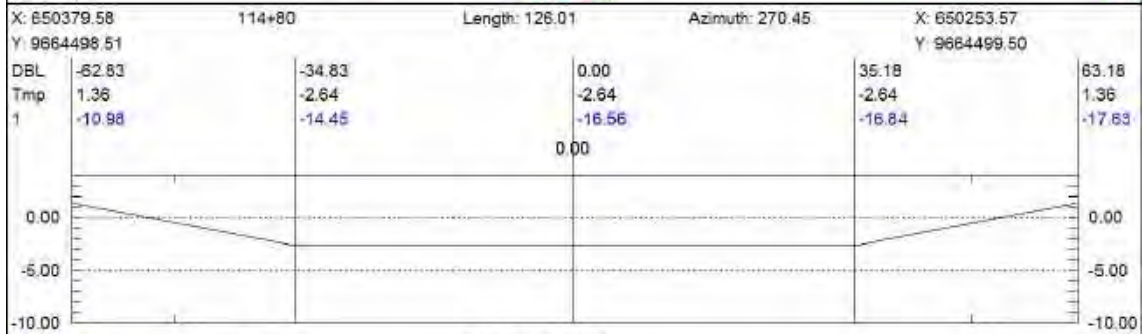 X: 650379.58 114+80 Length: 126.01 Azimuth: 270.45 X: 650253.57
Y: 9664498.51 Y: 9664499.50
DBL -62.83 -34.83 0.00 35.18 63.18
Tmp 1.36 -2.64 -2.64 -2.64 1.36
1 -10.98 -14.45 -16.56 -16.84 -17.63
0.00
0.00 0.00
-5.00 -5.00
-10.00 -10.00